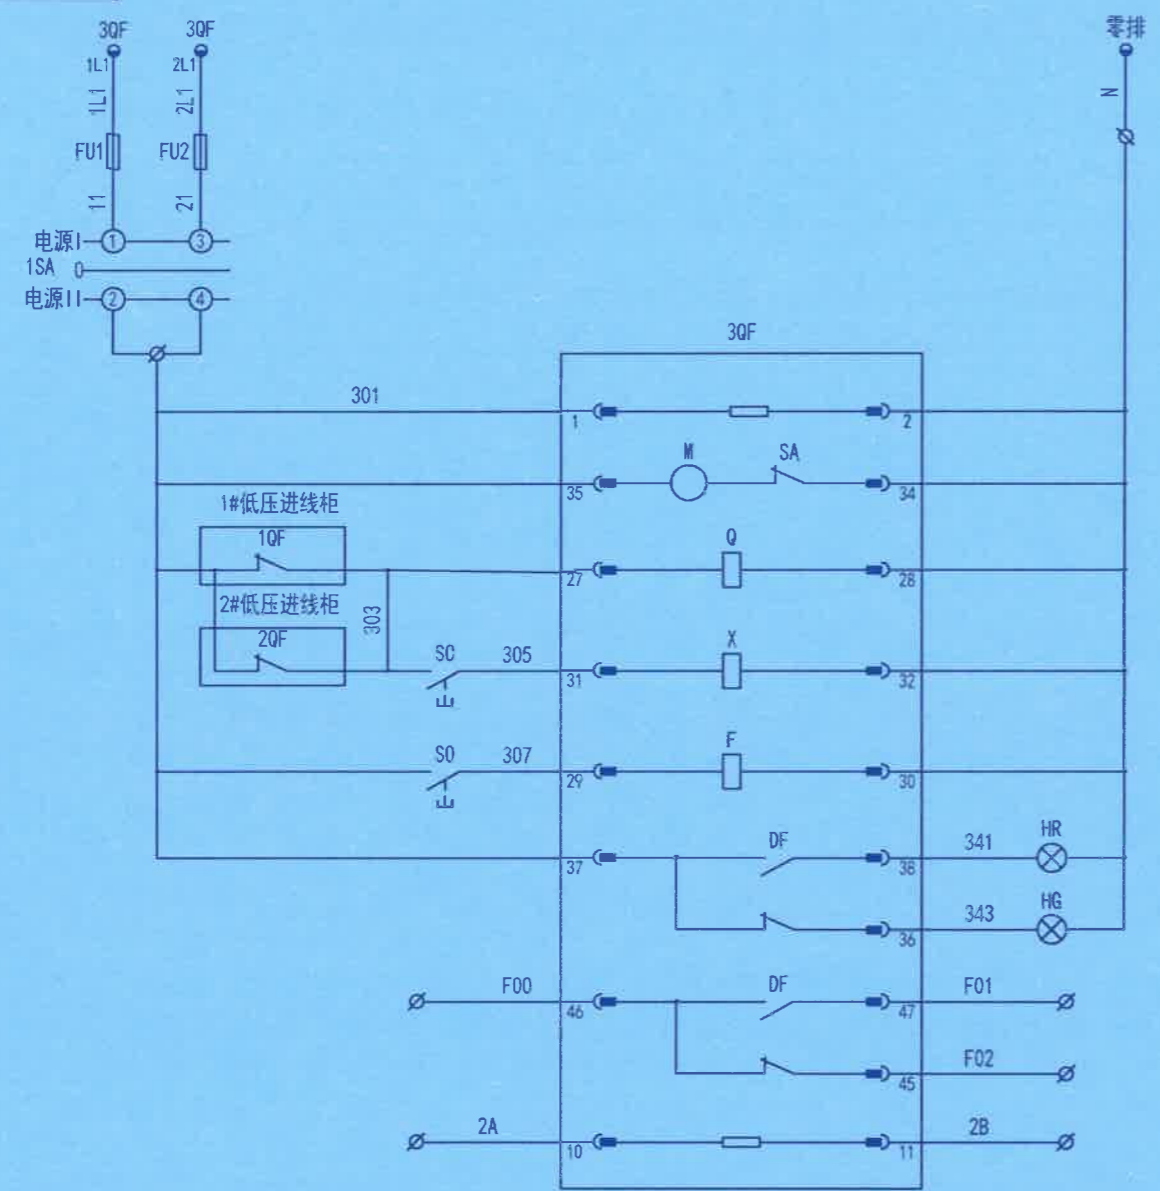 3QF 3QF 零排
1L1 2L1
1L1 2L1 N
FU1 FU2
11 21
电源I 1 3
1SA 0
电源II 2 4
3QF
301 1 2
M SA
35 34
1#低压进线柜
1QF Q
27 28
2#低压进线柜
2QF 303 SC 305 X
31 32
SO 307 F
29 30
DF 341 HR
37 38
343 HG
36
F00 DF F01
46 47
F02
45
2A 2B
10 11